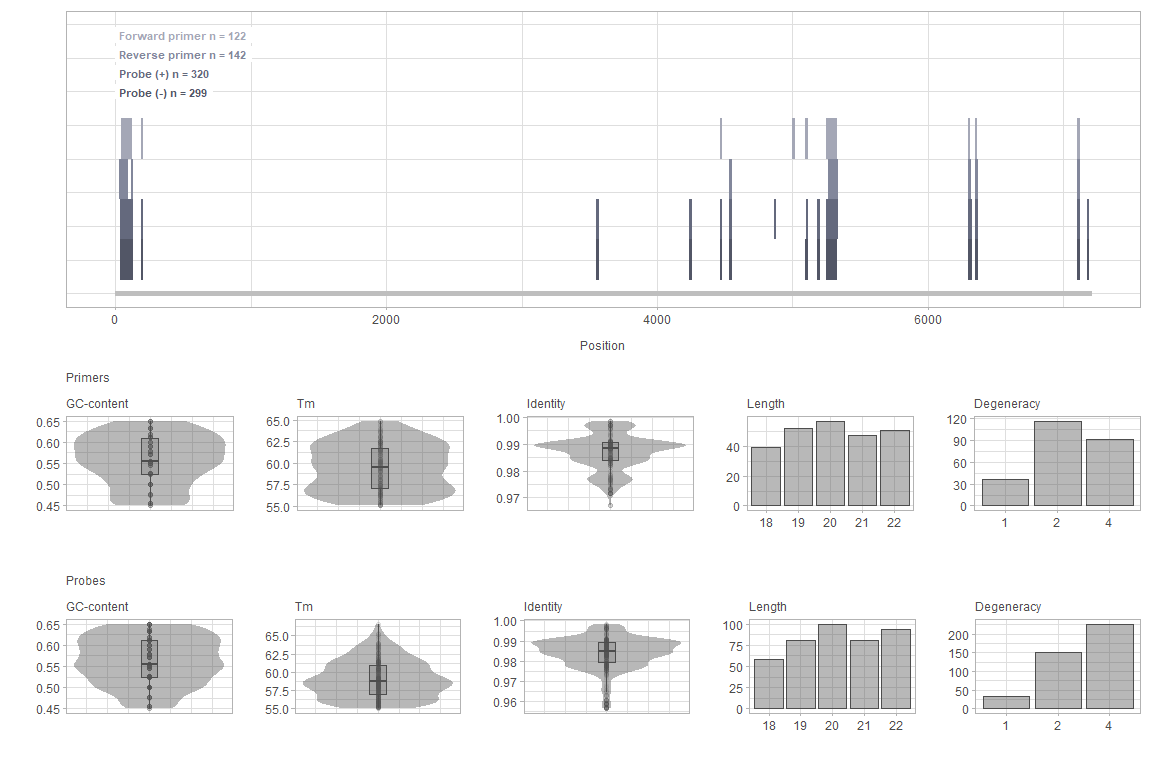 Forward primer n = 122
Reverse primer n = 142
Probe (+) n = 320
Probe (-) n = 299
0 2000 4000 6000
Position
Primers
GC-content Tm Identity Length Degeneracy
0.65 0.60 0.55 0.50 0.45
65.0 62.5 60.0 57.5 55.0
1.00 0.99 0.98 0.97
40 20 0
18 19 20 21 22
120 90 60 30 0
1 2 4
Probes
GC-content Tm Identity Length Degeneracy
0.65 0.60 0.55 0.50 0.45
65.0 62.5 60.0 57.5 55.0
1.00 0.99 0.98 0.97 0.96
100 75 50 25 0
18 19 20 21 22
200 150 100 50 0
1 2 4